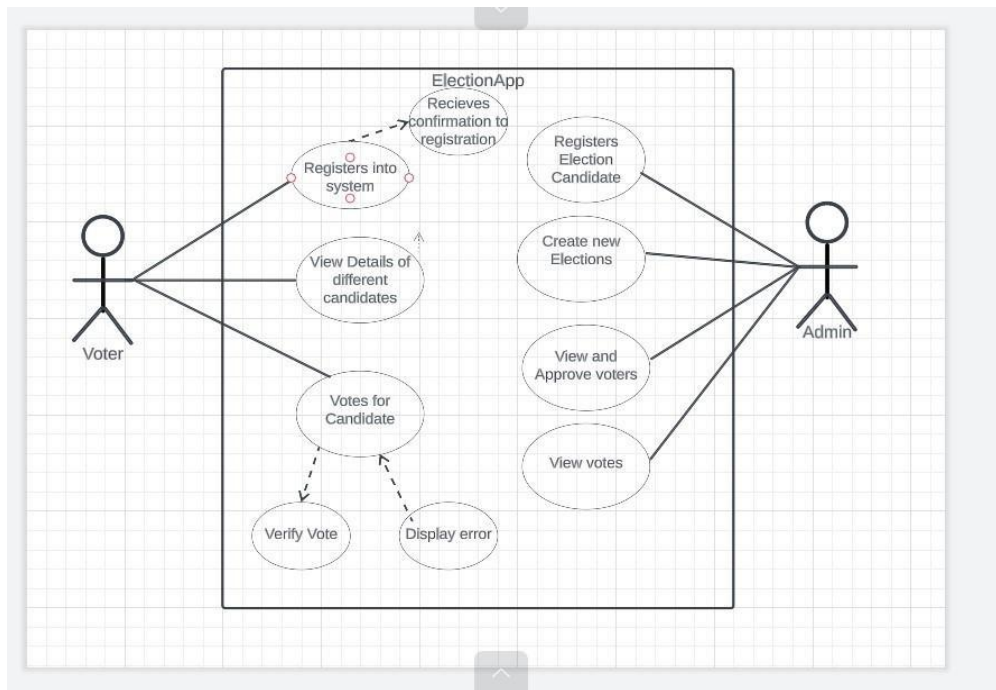 ElectionApp
Recieves
confirmation to
registration
Registers into
system
View Details of
different
candidates
Votes for
Candidate
Verify Vote
Display error
Registers
Election
Candidate
Create new
Elections
View and
Approve voters
View votes
Voter
Admin